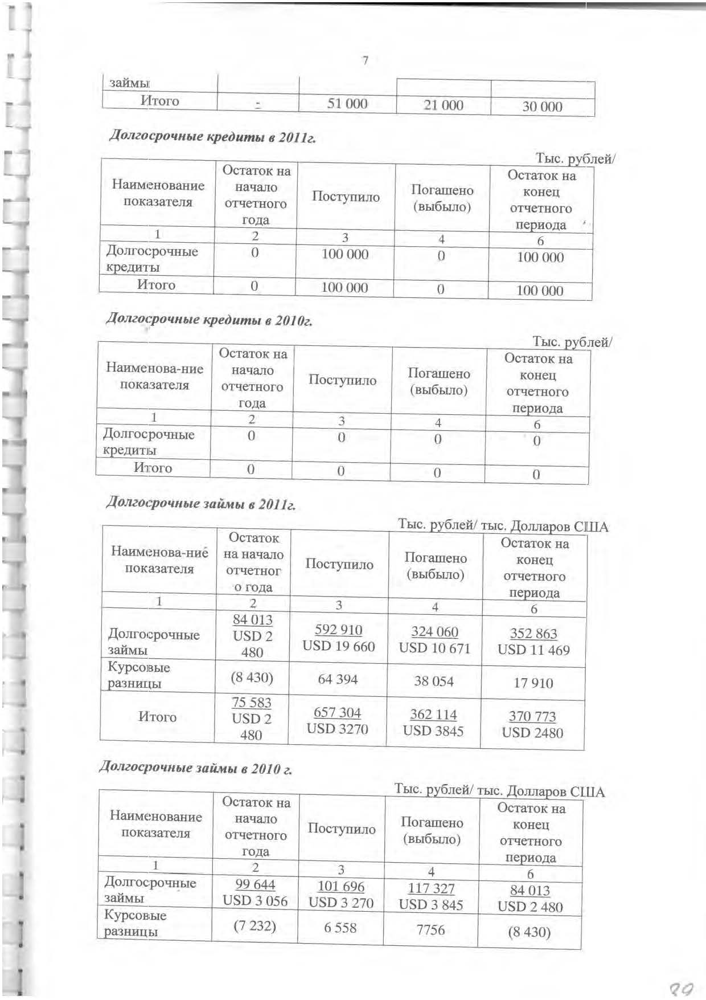 7
займы
Итого - 51 000 21 000 30 000
Долгосрочные кредиты в 2011г.
Тыс. рублей/
Наименование показателя Остаток на начало отчетного года Поступило Погашено (выбыло) Остаток на конец отчетного периода
1 2 3 4 6
Долгосрочные кредиты 0 100 000 0 100 000
Итого 0 100 000 0 100 000
Долгосрочные кредиты в 2010г.
Тыс. рублей/
Наименова-ние показателя Остаток на начало отчетного года Поступило Погашено (выбыло) Остаток на конец отчетного периода
1 2 3 4 6
Долгосрочные кредиты 0 0 0 0
Итого 0 0 0 0
Долгосрочные займы в 2011г.
Тыс. рублей/ тыс. Долларов США
Наименова-ние показателя Остаток на начало отчетног о года Поступило Погашено (выбыло) Остаток на конец отчетного периода
1 2 3 4 6
Долгосрочные займы 84 013 USD 2 480 592 910 USD 19 660 324 060 USD 10 671 352 863 USD 11 469
Курсовые разницы (8 430) 64 394 38 054 17 910
Итого 75 583 USD 2 480 657 304 USD 3270 362 114 USD 3845 370 773 USD 2480
Долгосрочные займы в 2010 г.
Тыс. рублей/ тыс. Долларов США
Наименование показателя Остаток на начало отчетного года Поступило Погашено (выбыло) Остаток на конец отчетного периода
1 2 3 4 6
Долгосрочные займы 99 644 USD 3 056 101 696 USD 3 270 117 327 USD 3 845 84 013 USD 2 480
Курсовые разницы (7 232) 6 558 7756 (8 430)